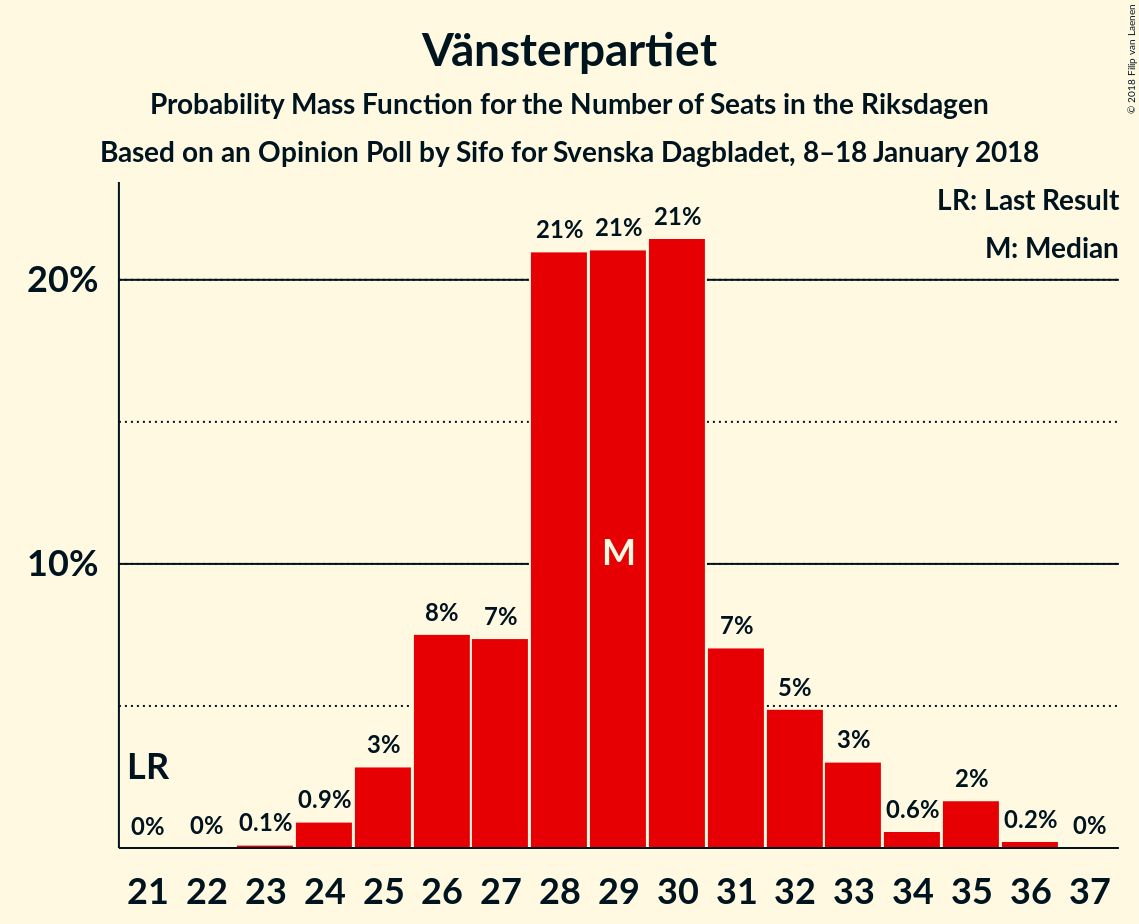 Vänsterpartiet
Probability Mass Function for the Number of Seats in the Riksdagen
Based on an Opinion Poll by Sifo for Svenska Dagbladet, 8–18 January 2018
© 2018 Filip van Laenen
LR: Last Result
M: Median
20%
10%
21% 21% 21%
8% 7% 7% 5% 3% 3% 2%
0% 0% 0.1% 0.9% 0.6% 0.2% 0%
LR
M
21 22 23 24 25 26 27 28 29 30 31 32 33 34 35 36 37